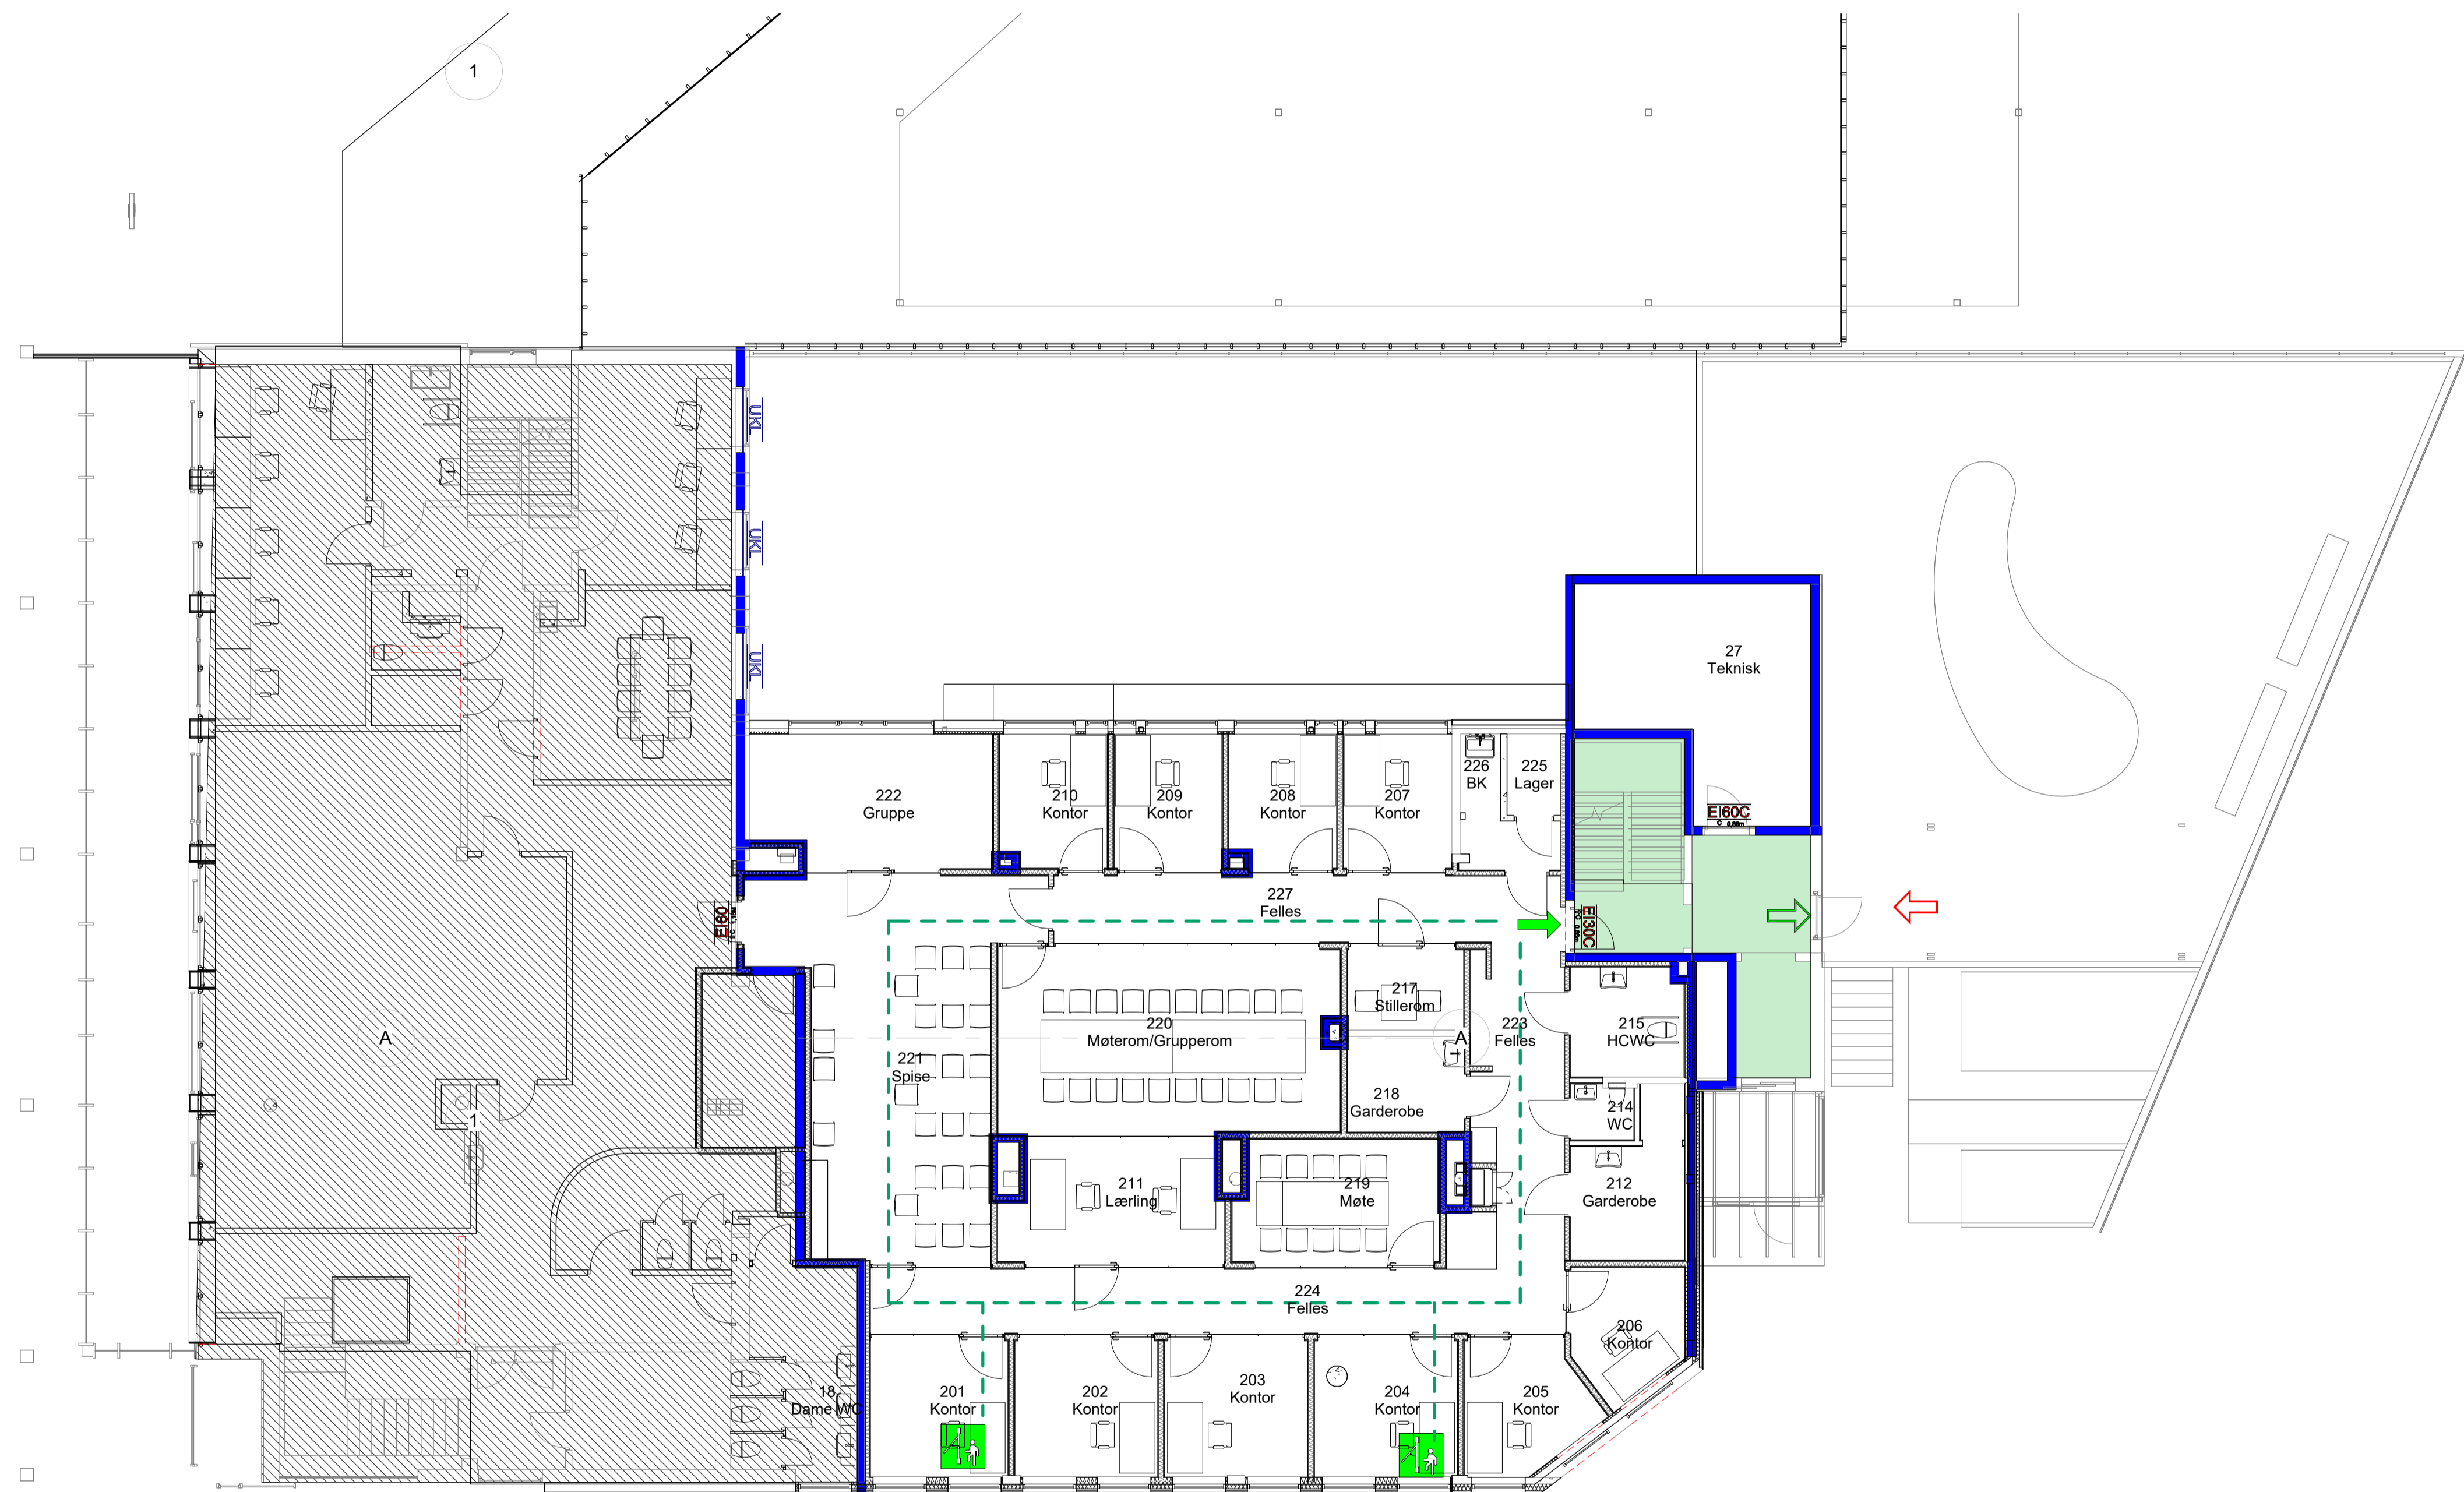 1
UKL
UKL
UKL
27
Teknisk
222
Gruppe
210
Kontor
209
Kontor
208
Kontor
207
Kontor
226
BK
225
Lager
EI60C
C 0,86m
227
Felles
EI60
EI30C
A
221
Spise
220
Møterom/Grupperom
217
Stillerom
A
223
Felles
215
HCWC
218
Garderobe
214
WC
1
211
Lærling
219
Møte
212
Garderobe
224
Felles
206
Kontor
18
Dame WC
201
Kontor
202
Kontor
203
Kontor
204
Kontor
205
Kontor